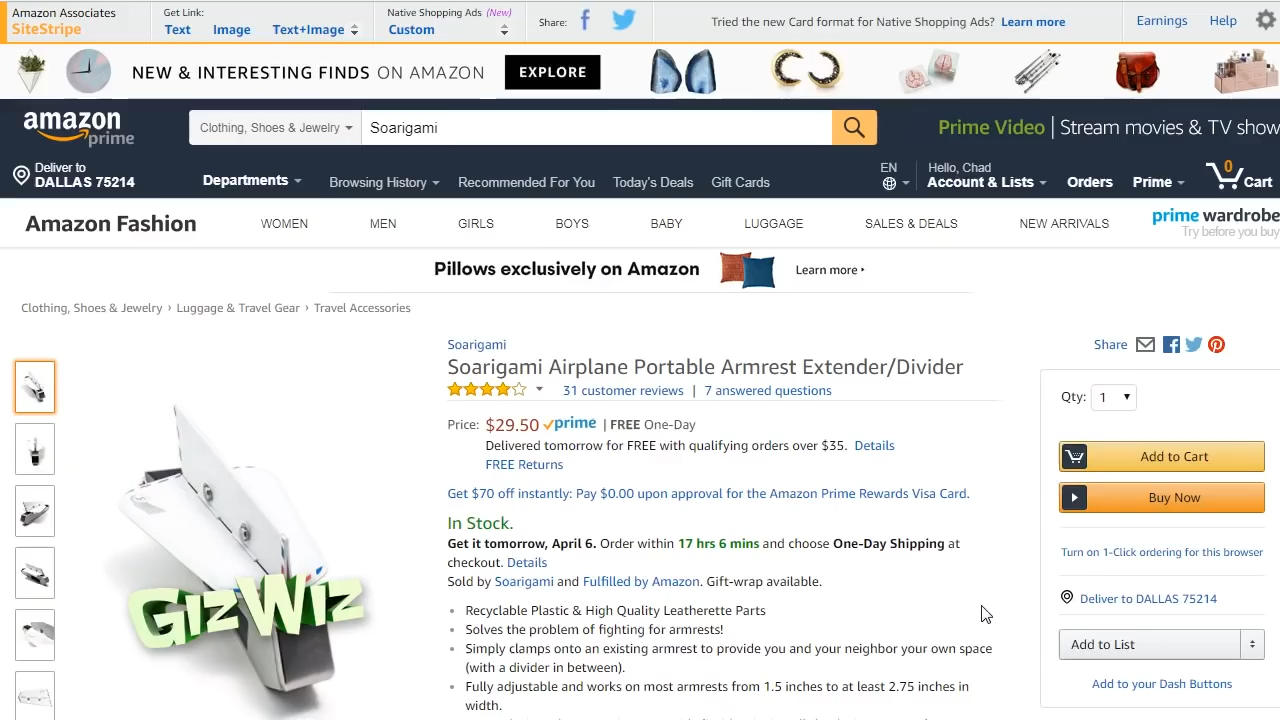 Amazon Associates
SiteStripe
Get Link:
Text Image Text+Image
Native Shopping Ads (New)
Custom
Share:
Tried the new Card format for Native Shopping Ads? Learn more
Earnings Help
NEW & INTERESTING FINDS ON AMAZON EXPLORE
amazon prime
Clothing, Shoes & Jewelry Soarigami
Prime Video | Stream movies & TV show
Deliver to
DALLAS 75214
Departments Browsing History Recommended For You Today's Deals Gift Cards
EN
Hello, Chad
Account & Lists Orders Prime 0 Cart
Amazon Fashion WOMEN MEN GIRLS BOYS BABY LUGGAGE SALES & DEALS NEW ARRIVALS
prime wardrobe
Try before you buy
Pillows exclusively on Amazon Learn more ▸
Clothing, Shoes & Jewelry › Luggage & Travel Gear › Travel Accessories
Soarigami
Share
Soarigami Airplane Portable Armrest Extender/Divider
31 customer reviews | 7 answered questions
Qty: 1
Price: $29.50 prime | FREE One-Day
Delivered tomorrow for FREE with qualifying orders over $35. Details
FREE Returns
Add to Cart
Get $70 off instantly: Pay $0.00 upon approval for the Amazon Prime Rewards Visa Card.
Buy Now
In Stock.
Get it tomorrow, April 6. Order within 17 hrs 6 mins and choose One-Day Shipping at
checkout. Details
Turn on 1-Click ordering for this browser
Sold by Soarigami and Fulfilled by Amazon. Gift-wrap available.
Deliver to DALLAS 75214
GizWiz
• Recyclable Plastic & High Quality Leatherette Parts
• Solves the problem of fighting for armrests!
• Simply clamps onto an existing armrest to provide you and your neighbor your own space
(with a divider in between).
Add to List
• Fully adjustable and works on most armrests from 1.5 inches to at least 2.75 inches in
width.
Add to your Dash Buttons